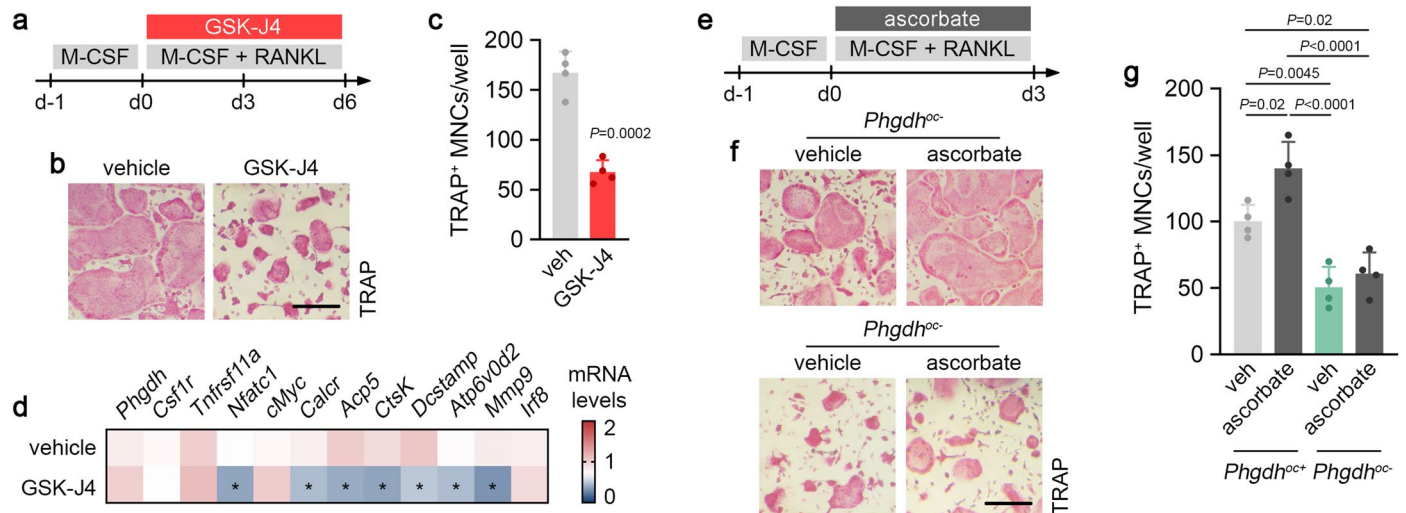 a
GSK-J4
M-CSF
M-CSF + RANKL
d-1
d0
d3
d6
b
vehicle
GSK-J4
TRAP
c
TRAP⁺ MNCs/well
200
150
100
50
0
P=0.0002
veh
GSK-J4
d
Phgdh
Csf1r
Tnfrsf11a
Nfatc1
cMyc
Calcr
Acp5
CtsK
Dcstamp
Atp6v0d2
Mmp9
Irf8
vehicle
GSK-J4
* * * * * * *
mRNA
levels
2
1
0
e
ascorbate
M-CSF
M-CSF + RANKL
d-1
d0
d3
f
Phgdhᵒᶜ⁻
vehicle
ascorbate
Phgdhᵒᶜ⁻
vehicle
ascorbate
TRAP
g
TRAP⁺ MNCs/well
200
150
100
50
0
P=0.02
P<0.0001
P=0.0045
P=0.02
P<0.0001
veh
ascorbate
veh
ascorbate
Phgdhᵒᶜ⁺
Phgdhᵒᶜ⁻